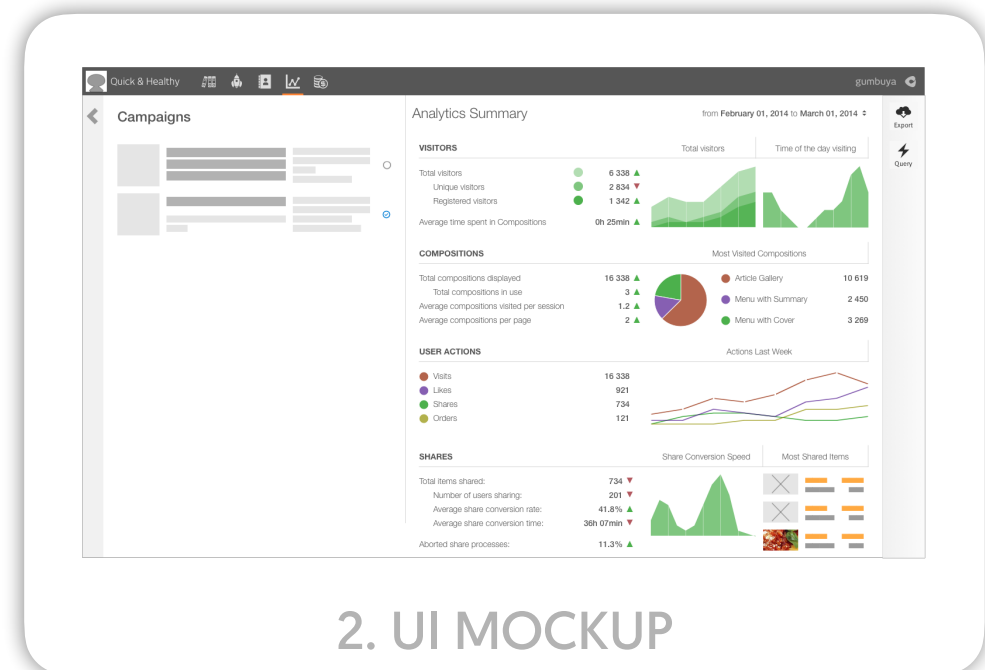 Quick & Healthy
gumbuya
Campaigns
Analytics Summary
from February 01, 2014 to March 01, 2014
Export
Query
VISITORS Total visitors Time of the day visiting
Total visitors 6 338
Unique visitors 2 834
Registered visitors 1 342
Average time spent in Compositions 0h 25min
COMPOSITIONS Most Visited Compositions
Total compositions displayed 16 338
Total compositions in use 3
Average compositions visited per session 1.2
Average compositions per page 2
Article Gallery 10 619
Menu with Summary 2 450
Menu with Cover 3 269
USER ACTIONS Actions Last Week
Visits 16 338
Likes 921
Shares 734
Orders 121
SHARES Share Conversion Speed Most Shared Items
Total items shared: 734
Number of users sharing: 201
Average share conversion rate: 41.8%
Average share conversion time: 36h 07min
Aborted share processes: 11.3%
2. UI MOCKUP